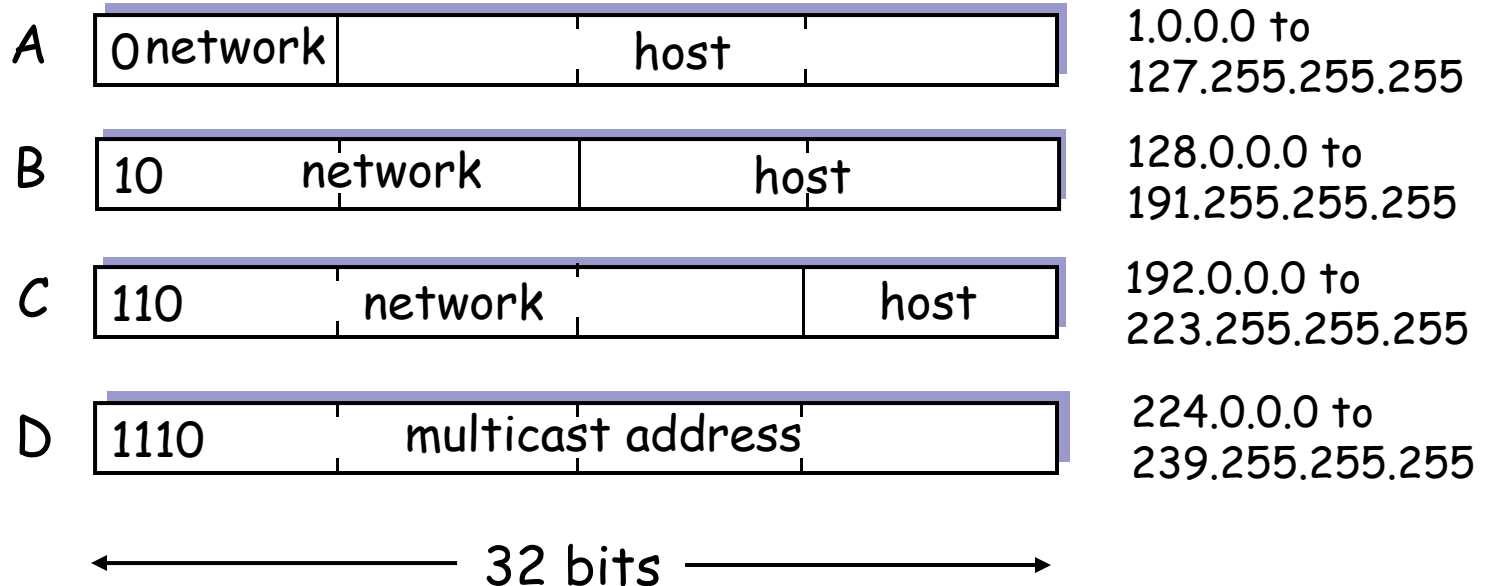 A 0 network host 1.0.0.0 to
127.255.255.255
B 10 network host 128.0.0.0 to
191.255.255.255
C 110 network host 192.0.0.0 to
223.255.255.255
D 1110 multicast address 224.0.0.0 to
239.255.255.255
32 bits